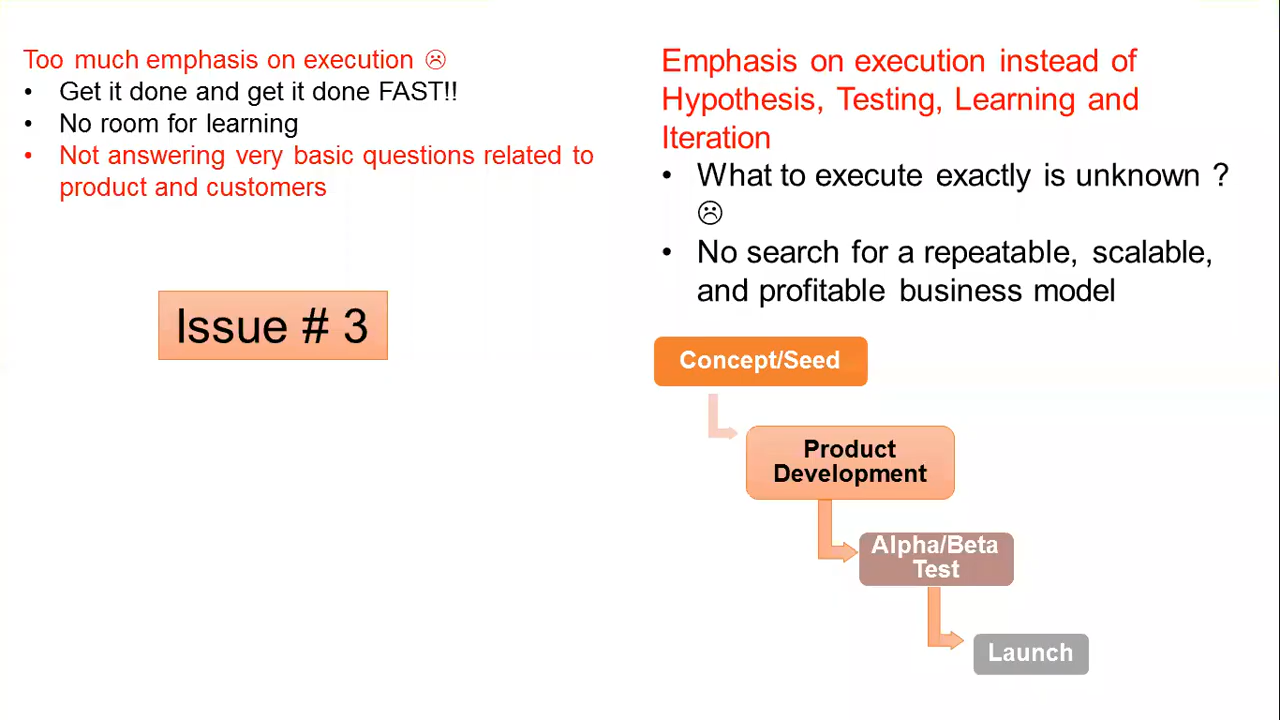 Too much emphasis on execution ☹
• Get it done and get it done FAST!!
• No room for learning
• Not answering very basic questions related to
product and customers
Issue # 3
Emphasis on execution instead of
Hypothesis, Testing, Learning and
Iteration
• What to execute exactly is unknown ?
☹
• No search for a repeatable, scalable,
and profitable business model
Concept/Seed
Product
Development
Alpha/Beta
Test
Launch